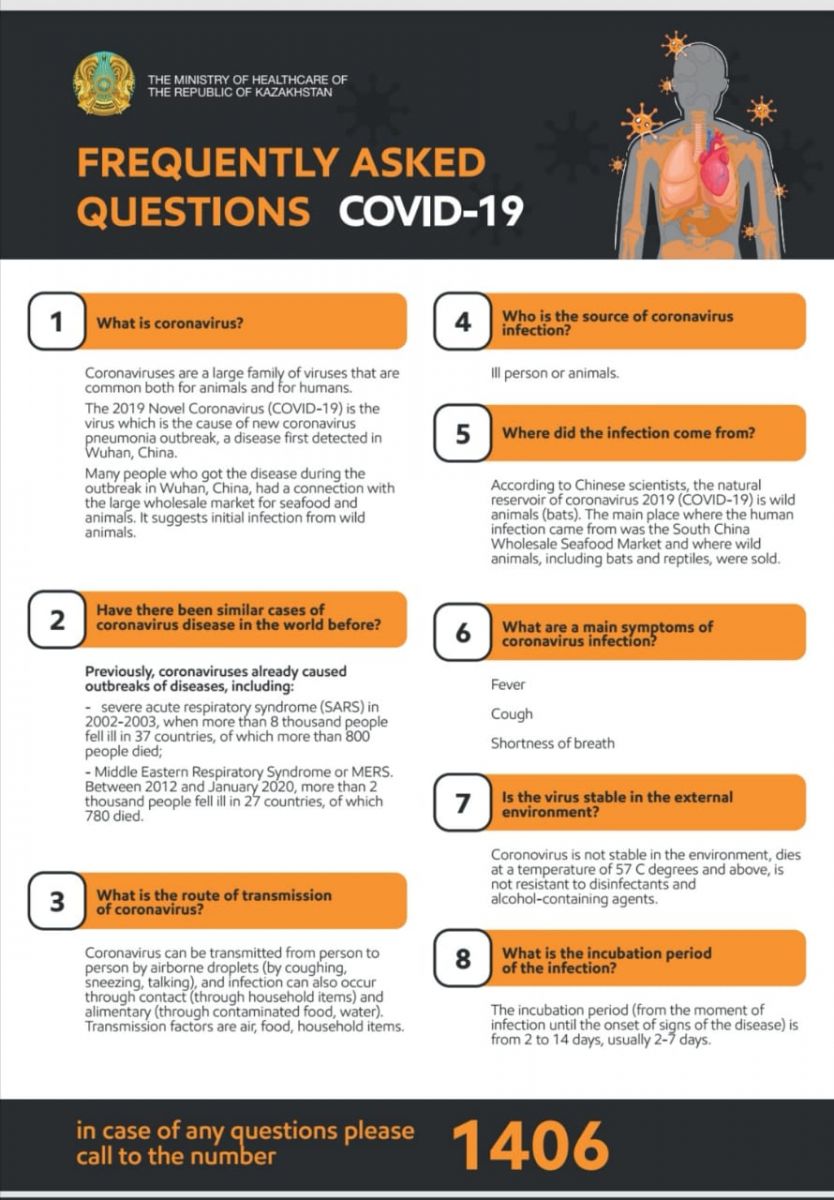 THE MINISTRY OF HEALTHCARE OF
THE REPUBLIC OF KAZAKHSTAN
FREQUENTLY ASKED
QUESTIONS COVID-19
1
What is coronavirus?
Coronaviruses are a large family of viruses that are
common both for animals and for humans.
The 2019 Novel Coronavirus (COVID-19) is the
virus which is the cause of new coronavirus
pneumonia outbreak, a disease first detected in
Wuhan, China.
Many people who got the disease during the
outbreak in Wuhan, China, had a connection with
the large wholesale market for seafood and
animals. It suggests initial infection from wild
animals.
2
Have there been similar cases of
coronavirus disease in the world before?
Previously, coronaviruses already caused
outbreaks of diseases, including:
- severe acute respiratory syndrome (SARS) in
2002-2003, when more than 8 thousand people
fell ill in 37 countries, of which more than 800
people died;
- Middle Eastern Respiratory Syndrome or MERS.
Between 2012 and January 2020, more than 2
thousand people fell ill in 27 countries, of which
780 died.
3
What is the route of transmission
of coronavirus?
Coronavirus can be transmitted from person to
person by airborne droplets (by coughing,
sneezing, talking), and infection can also occur
through contact (through household items) and
alimentary (through contaminated food, water).
Transmission factors are air, food, household items.
4
Who is the source of coronavirus
infection?
Ill person or animals.
5
Where did the infection come from?
According to Chinese scientists, the natural
reservoir of coronavirus 2019 (COVID-19) is wild
animals (bats). The main place where the human
infection came from was the South China
Wholesale Seafood Market and where wild
animals, including bats and reptiles, were sold.
6
What are a main symptoms of
coronavirus infection?
Fever
Cough
Shortness of breath
7
Is the virus stable in the external
environment?
Coronovirus is not stable in the environment, dies
at a temperature of 57 C degrees and above, is
not resistant to disinfectants and
alcohol-containing agents.
8
What is the incubation period
of the infection?
The incubation period (from the moment of
infection until the onset of signs of the disease) is
from 2 to 14 days, usually 2-7 days.
in case of any questions please
call to the number
1406